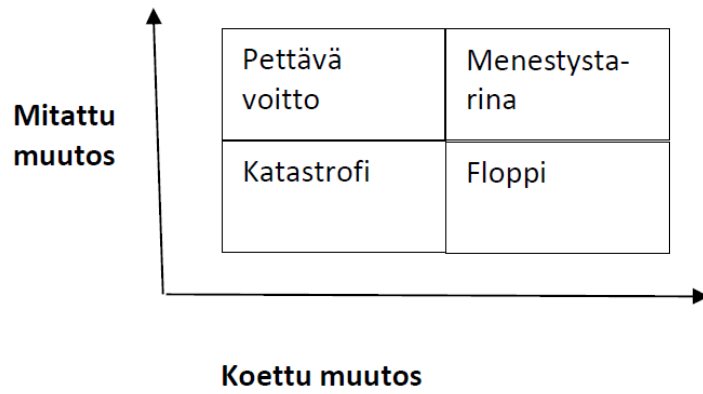 Pettävä
voitto
Menestysta-
rina
Mitattu
muutos
Katastrofi
Floppi
Koettu muutos